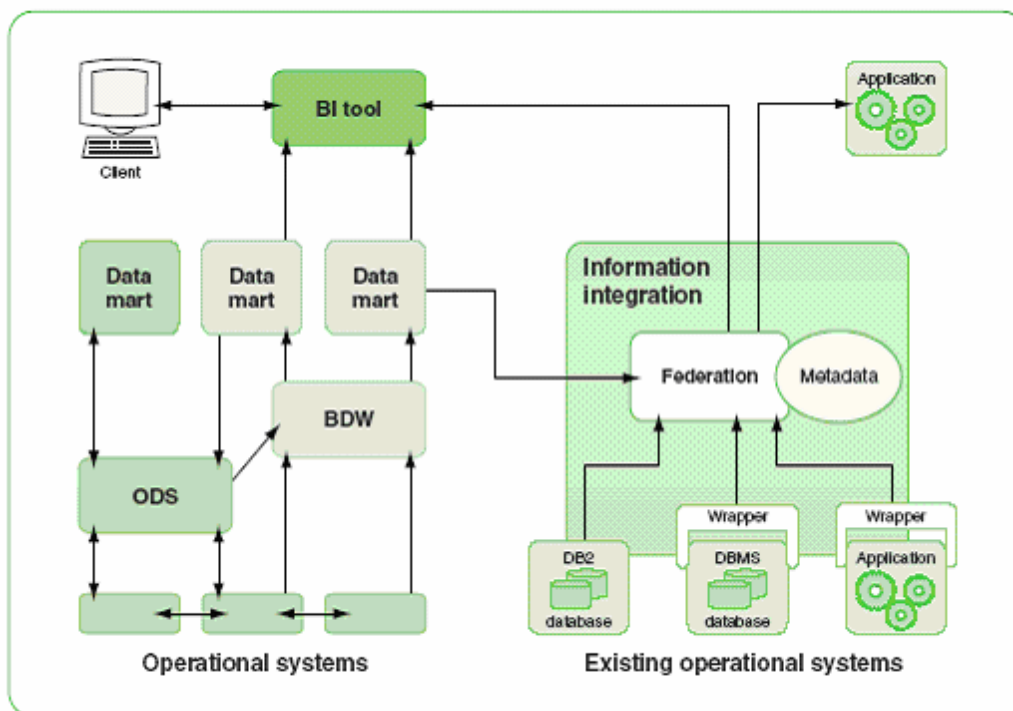 Client
BI tool
Application
Data
mart
Data
mart
Data
mart
Information
integration
Federation
Metadata
BDW
ODS
Wrapper
Wrapper
DB2
database
DBMS
database
Application
Operational systems
Existing operational systems